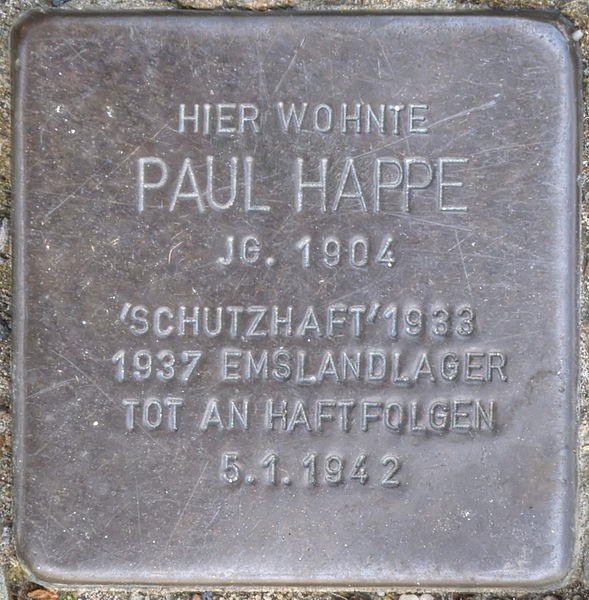 HIER WOHNTE
PAUL HAPPE
JG. 1904
'SCHUTZHAFT' 1933
1937 EMSLANDLAGER
TOT AN HAFTFOLGEN
5.1.1942